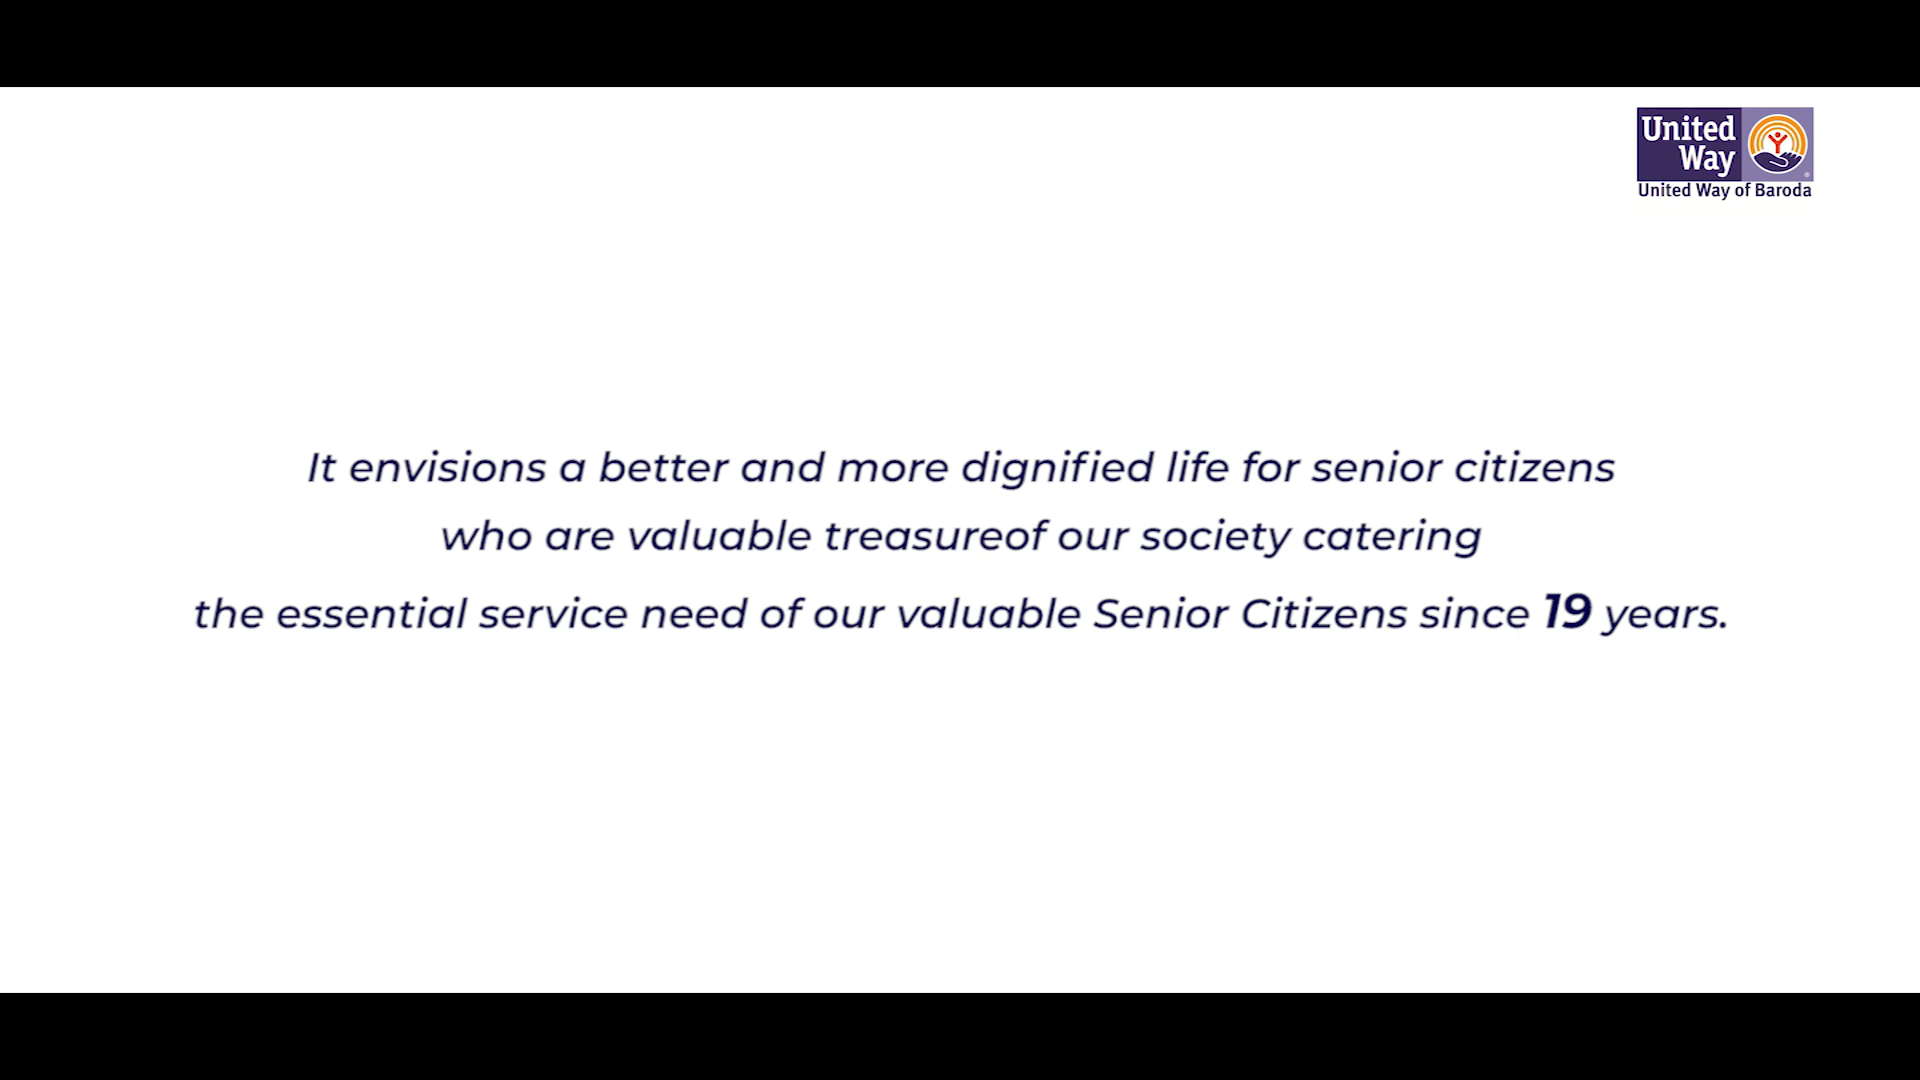 United
Way
United Way of Baroda
It envisions a better and more dignified life for senior citizens
who are valuable treasureof our society catering
the essential service need of our valuable Senior Citizens since 19 years.